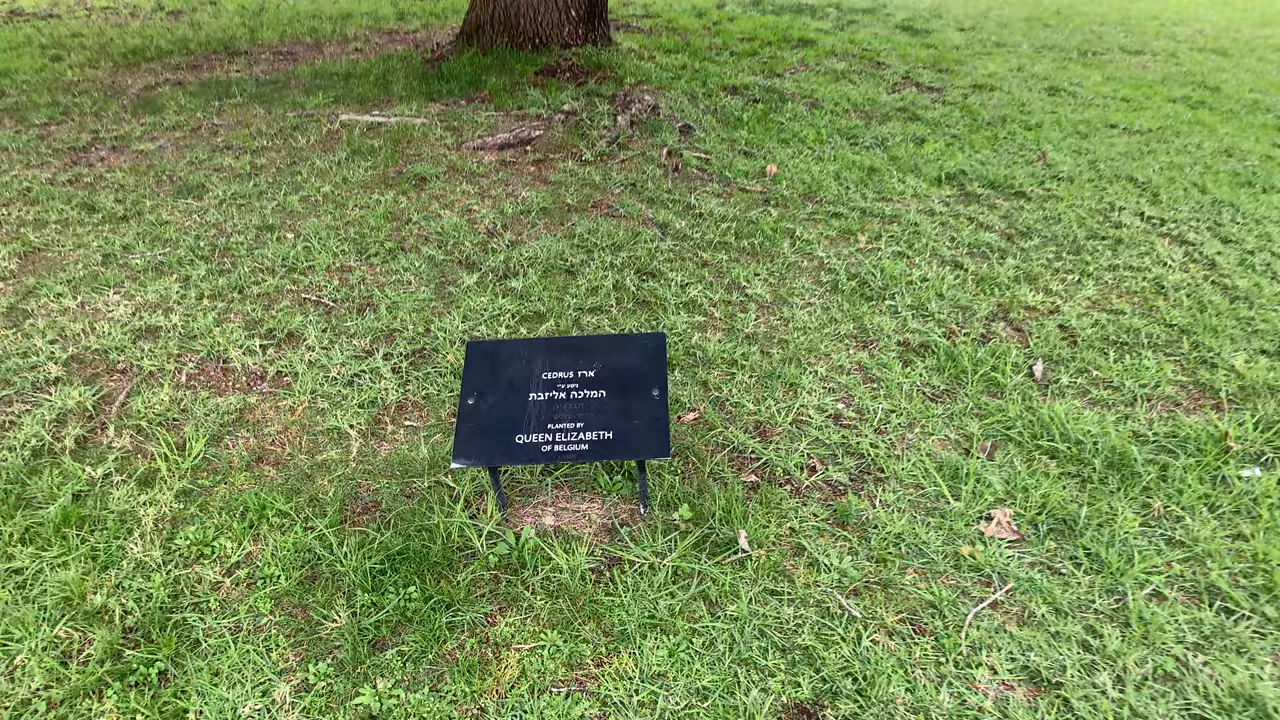 CEDRUS ארז
ניטע ע״י
המלכה אליזבת
PLANTED BY
QUEEN ELIZABETH
OF BELGIUM